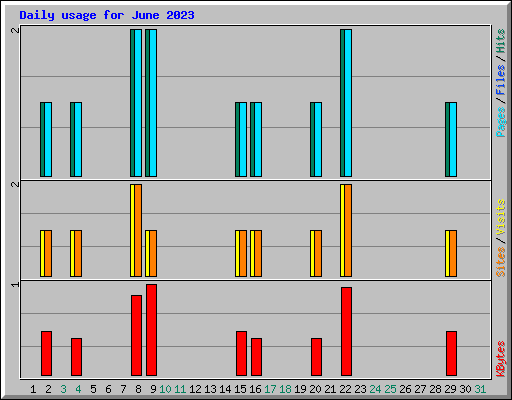 Daily usage for June 2023
2
Pages / Files / Hits
2
Sites / Visits
1
KBytes
1 2 3 4 5 6 7 8 9 10 11 12 13 14 15 16 17 18 19 20 21 22 23 24 25 26 27 28 29 30 31